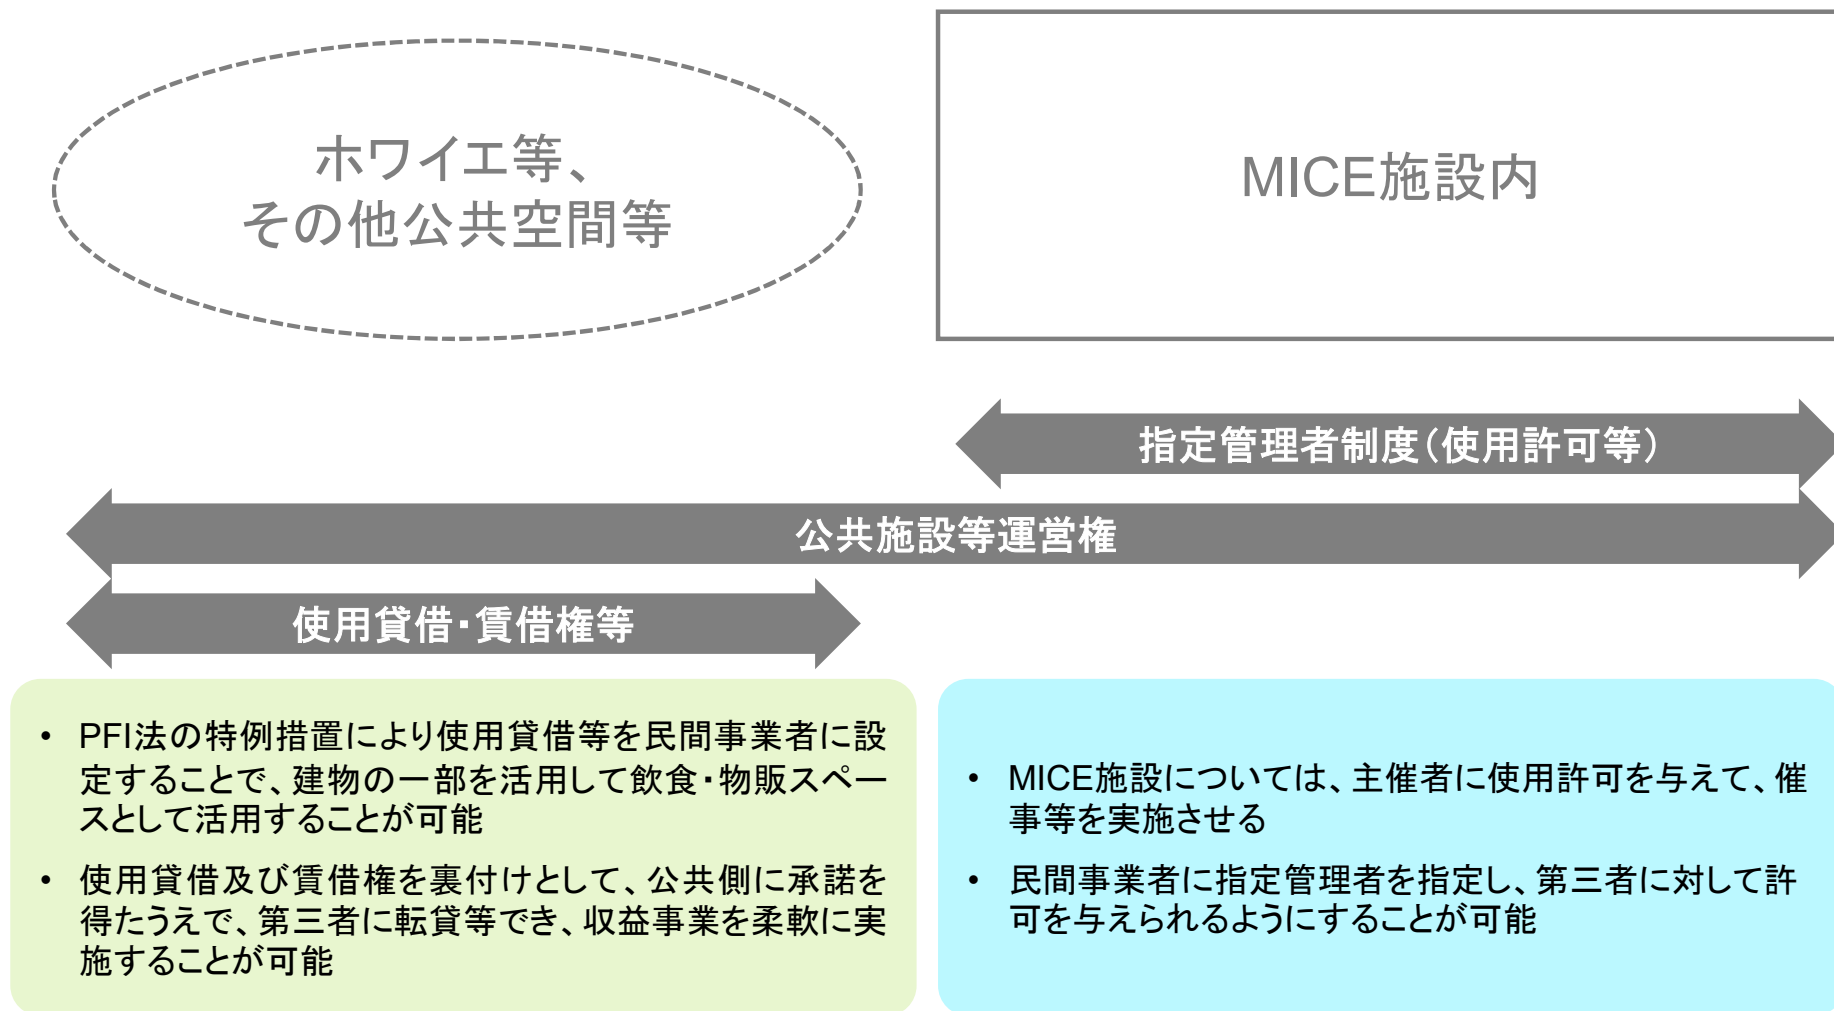 ホワイエ等、
その他公共空間等
MICE施設内
指定管理者制度（使用許可等）
公共施設等運営権
使用貸借・賃借権等
• PFI法の特例措置により使用貸借等を民間事業者に設
定することで、建物の一部を活用して飲食・物販スペー
スとして活用することが可能
• 使用貸借及び賃借権を裏付けとして、公共側に承諾を
得たうえで、第三者に転貸等でき、収益事業を柔軟に実
施することが可能
• MICE施設については、主催者に使用許可を与えて、催
事等を実施させる
• 民間事業者に指定管理者を指定し、第三者に対して許
可を与えられるようにすることが可能